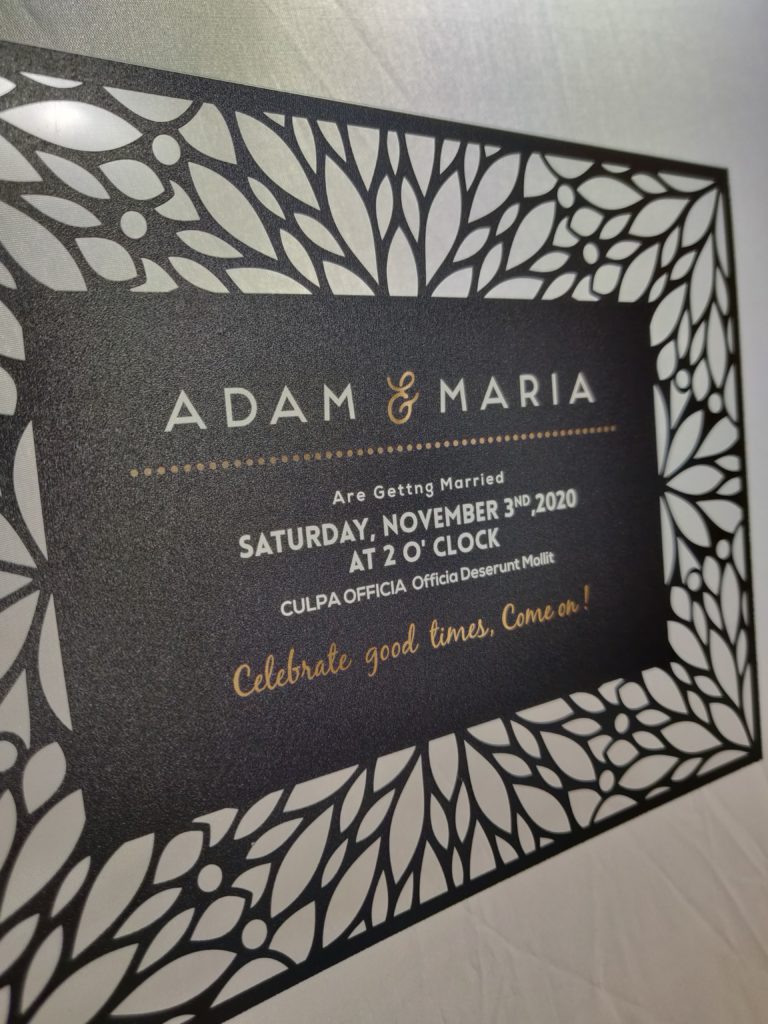 ADAM & MARIA
Are Gettng Married
SATURDAY, NOVEMBER 3ND,2020
AT 2 O' CLOCK
CULPA OFFICIA Officia Deserunt Mollit
Celebrate good times, Come on !